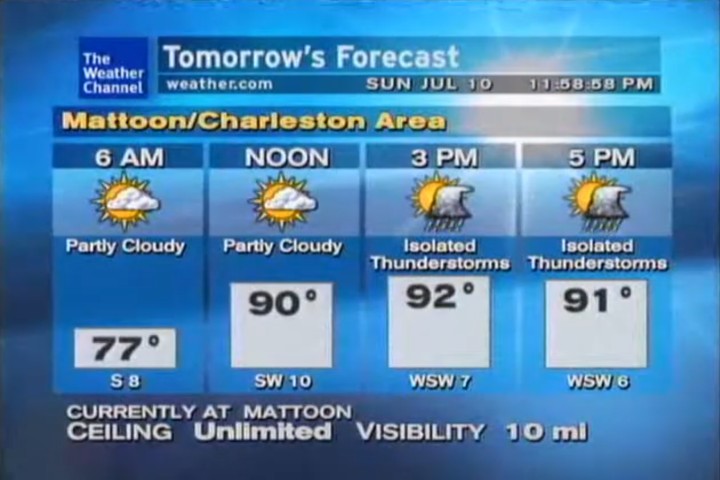 The
Weather
Channel
Tomorrow's Forecast
weather.com SUN JUL 10 11:58:58 PM
Mattoon/Charleston Area
6 AM NOON 3 PM 5 PM
Partly Cloudy Partly Cloudy Isolated Isolated
Thunderstorms Thunderstorms
77° 90° 92° 91°
S 8 SW 10 WSW 7 WSW 6
CURRENTLY AT MATTOON
CEILING Unlimited VISIBILITY 10 mi